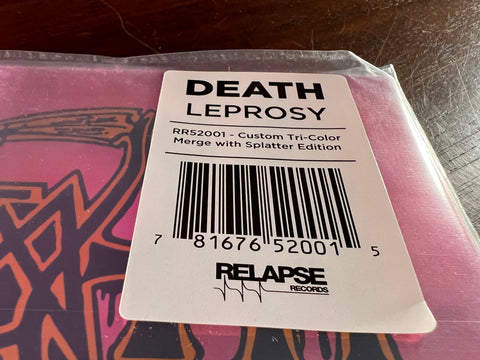 DEATH
LEPROSY
RR52001 - Custom Tri-Color
Merge with Splatter Edition
7 81676 52001 5
RELAPSE
RECORDS